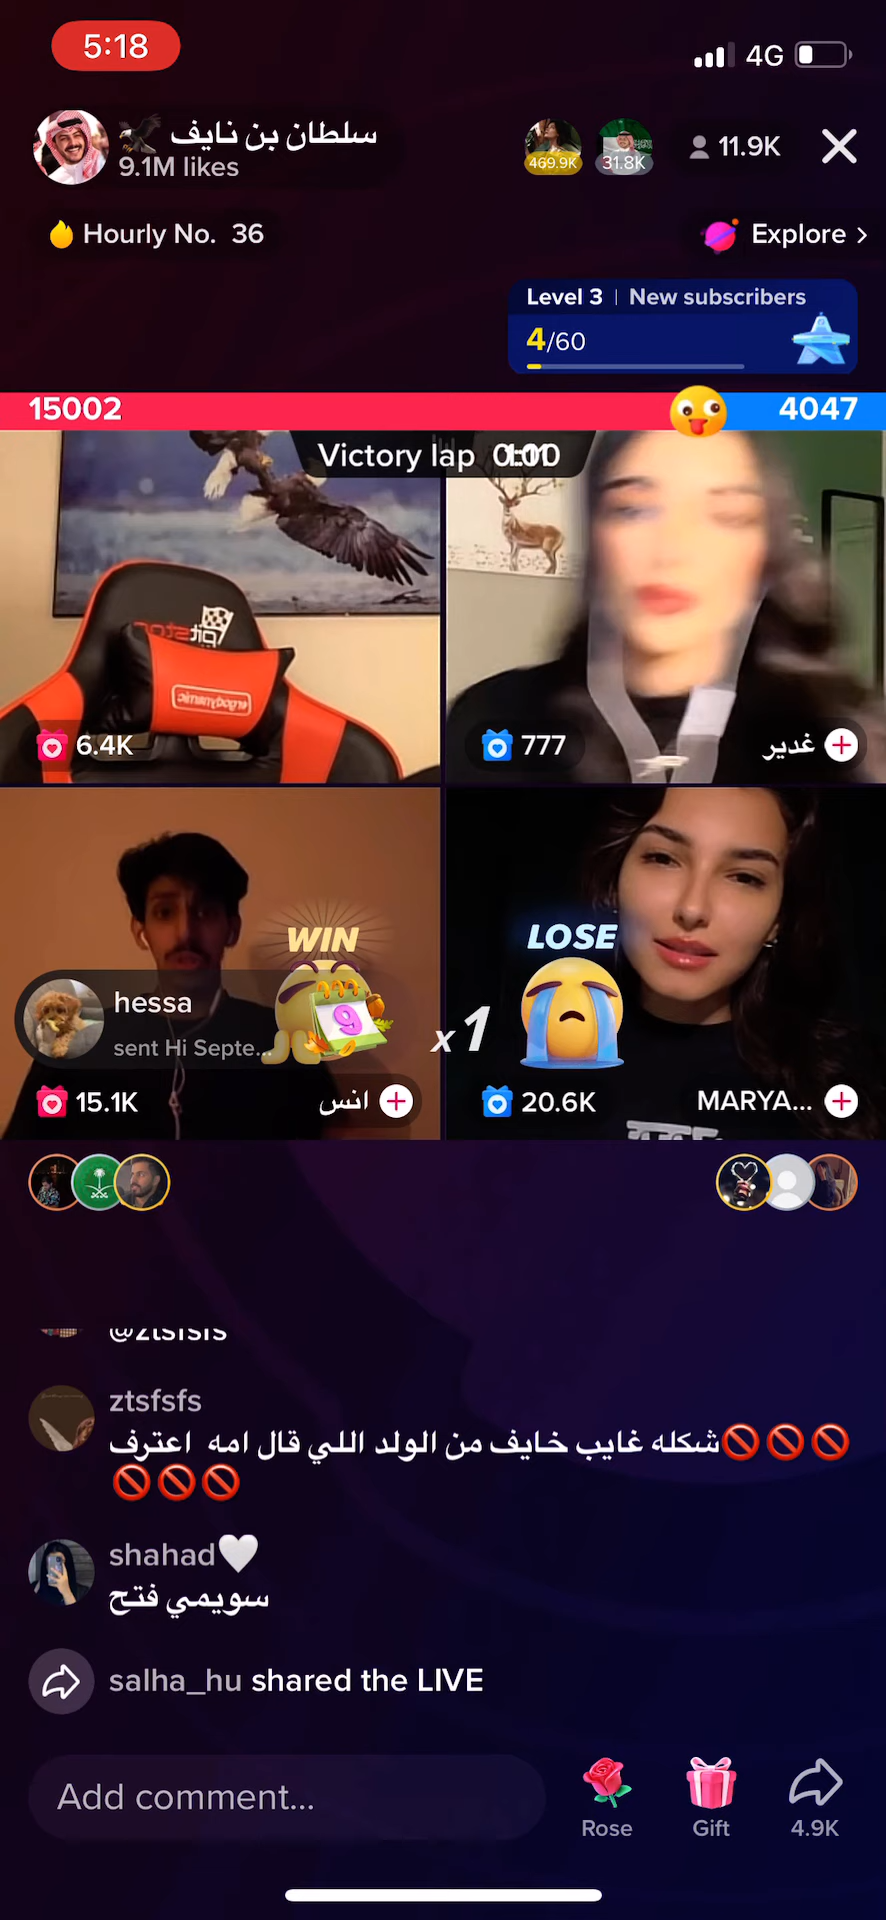 5:18
4G
سلطان بن نايف
9.1M likes
469.9K
31.8K
11.9K
Hourly No. 36
Explore >
Level 3 | New subscribers
4/60
15002
4047
Victory lap
6.4K
777
غدير
WIN
LOSE
hessa
sent Hi Septe...
x1
9
15.1K
انس
20.6K
MARYA...
@ztsfsfs
ztsfsfs
شكله غايب خايف من الولد اللي قال امه اعترف🚫🚫🚫
🚫🚫🚫
shahad🤍
سويمي فتح
salha_hu shared the LIVE
Add comment...
Rose
Gift
4.9K